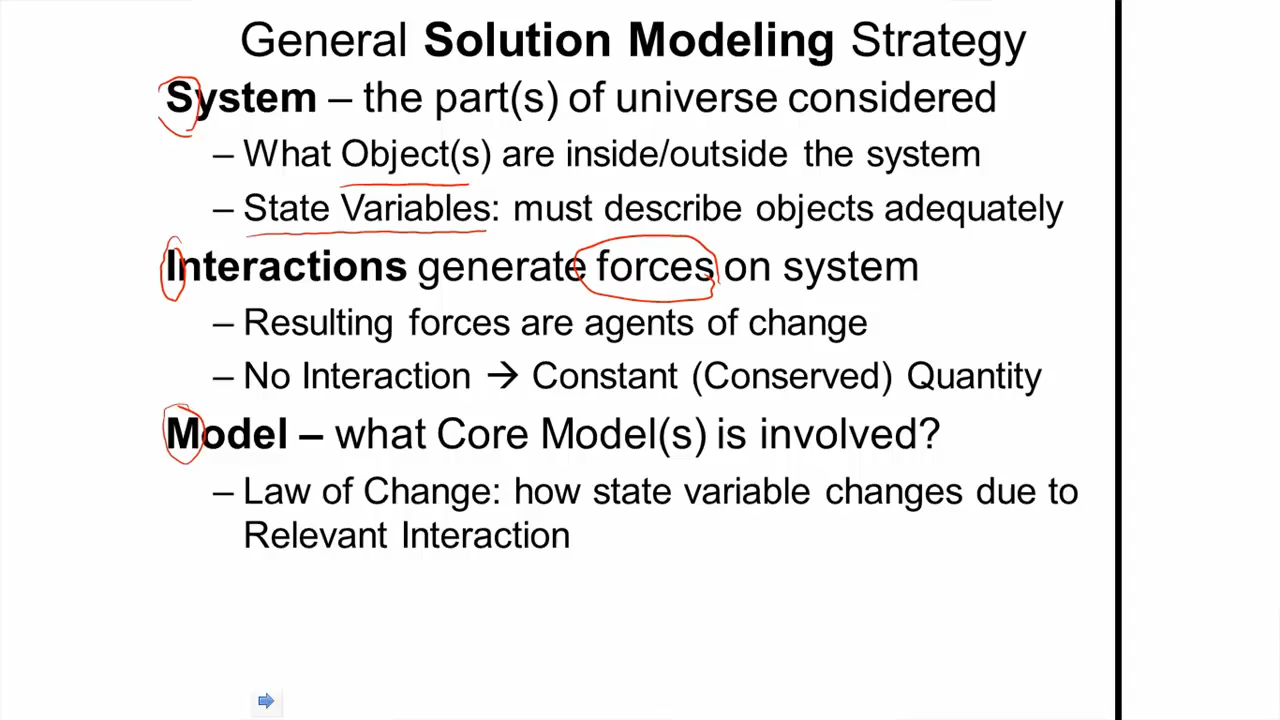 General Solution Modeling Strategy
System – the part(s) of universe considered
– What Object(s) are inside/outside the system
– State Variables: must describe objects adequately
Interactions generate forces on system
– Resulting forces are agents of change
– No Interaction → Constant (Conserved) Quantity
Model – what Core Model(s) is involved?
– Law of Change: how state variable changes due to
Relevant Interaction